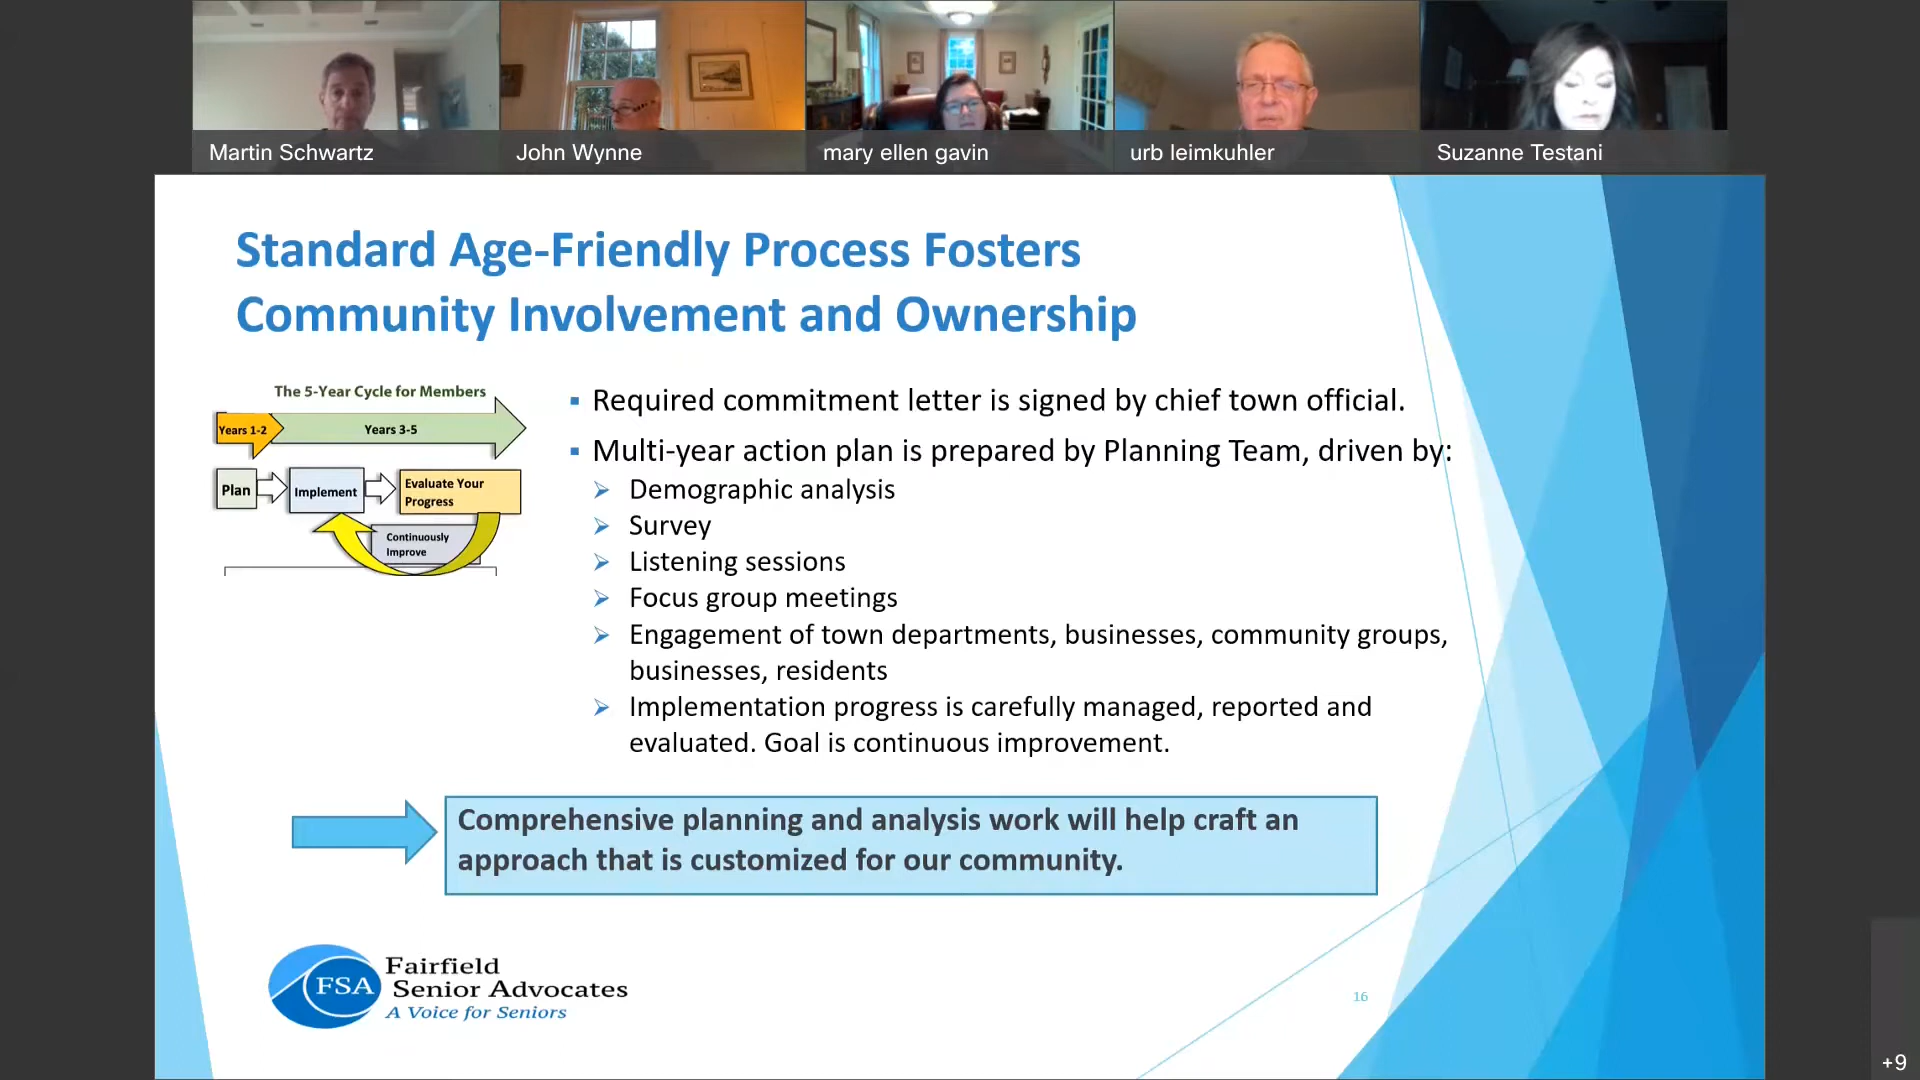 Martin Schwartz
John Wynne
mary ellen gavin
urb leimkuhler
Suzanne Testani
Standard Age-Friendly Process Fosters
Community Involvement and Ownership
The 5-Year Cycle for Members
Years 1-2
Years 3-5
Plan
Implement
Evaluate Your
Progress
Continuously
Improve
▪ Required commitment letter is signed by chief town official.
▪ Multi-year action plan is prepared by Planning Team, driven by:
➢ Demographic analysis
➢ Survey
➢ Listening sessions
➢ Focus group meetings
➢ Engagement of town departments, businesses, community groups,
businesses, residents
➢ Implementation progress is carefully managed, reported and
evaluated. Goal is continuous improvement.
Comprehensive planning and analysis work will help craft an
approach that is customized for our community.
FSA
Fairfield
Senior Advocates
A Voice for Seniors
16
+9